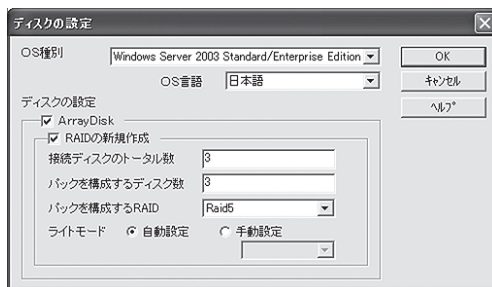 ディスクの設定
OS種別 Windows Server 2003 Standard/Enterprise Edition OK
OS言語 日本語 キャンセル
ディスクの設定 ヘルプ
ArrayDisk
RAIDの新規作成
接続ディスクのトータル数 3
パックを構成するディスク数 3
パックを構成するRAID Raid5
ライトモード 自動設定 手動設定